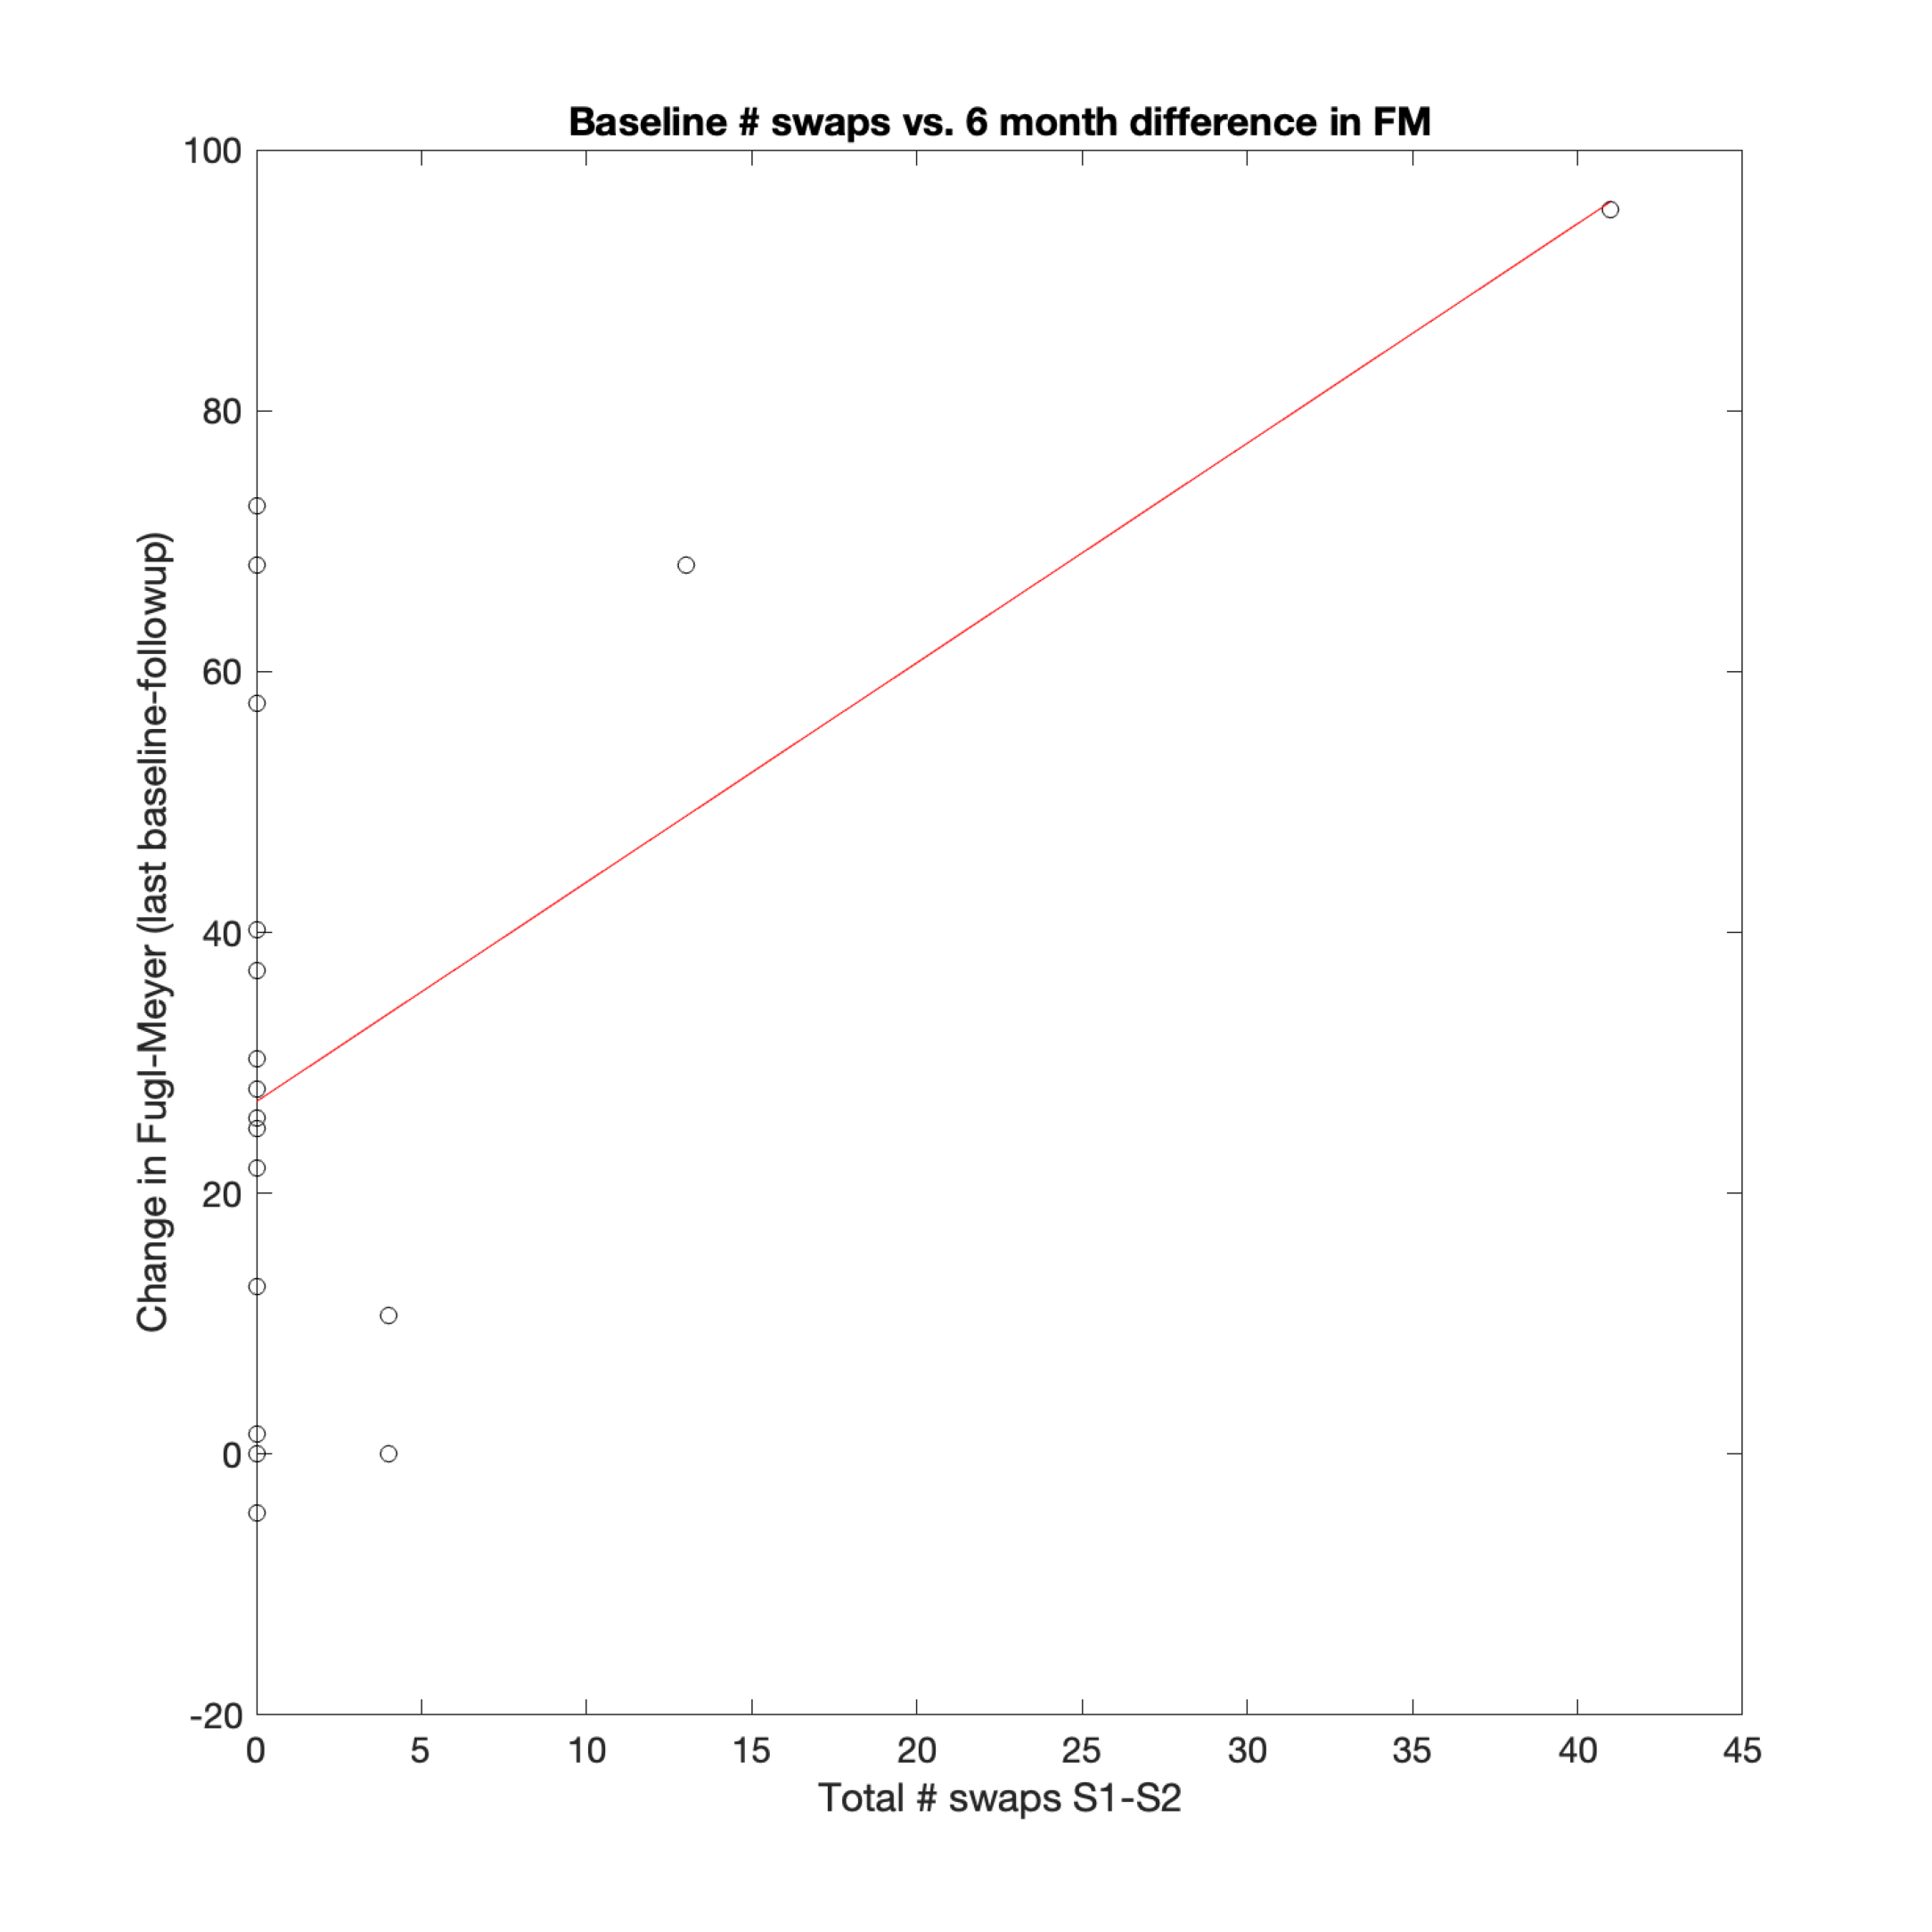 Baseline # swaps vs. 6 month difference in FM
100
80
60
40
20
0
-20
Change in Fugl-Meyer (last baseline-followup)
0 5 10 15 20 25 30 35 40 45
Total # swaps S1-S2